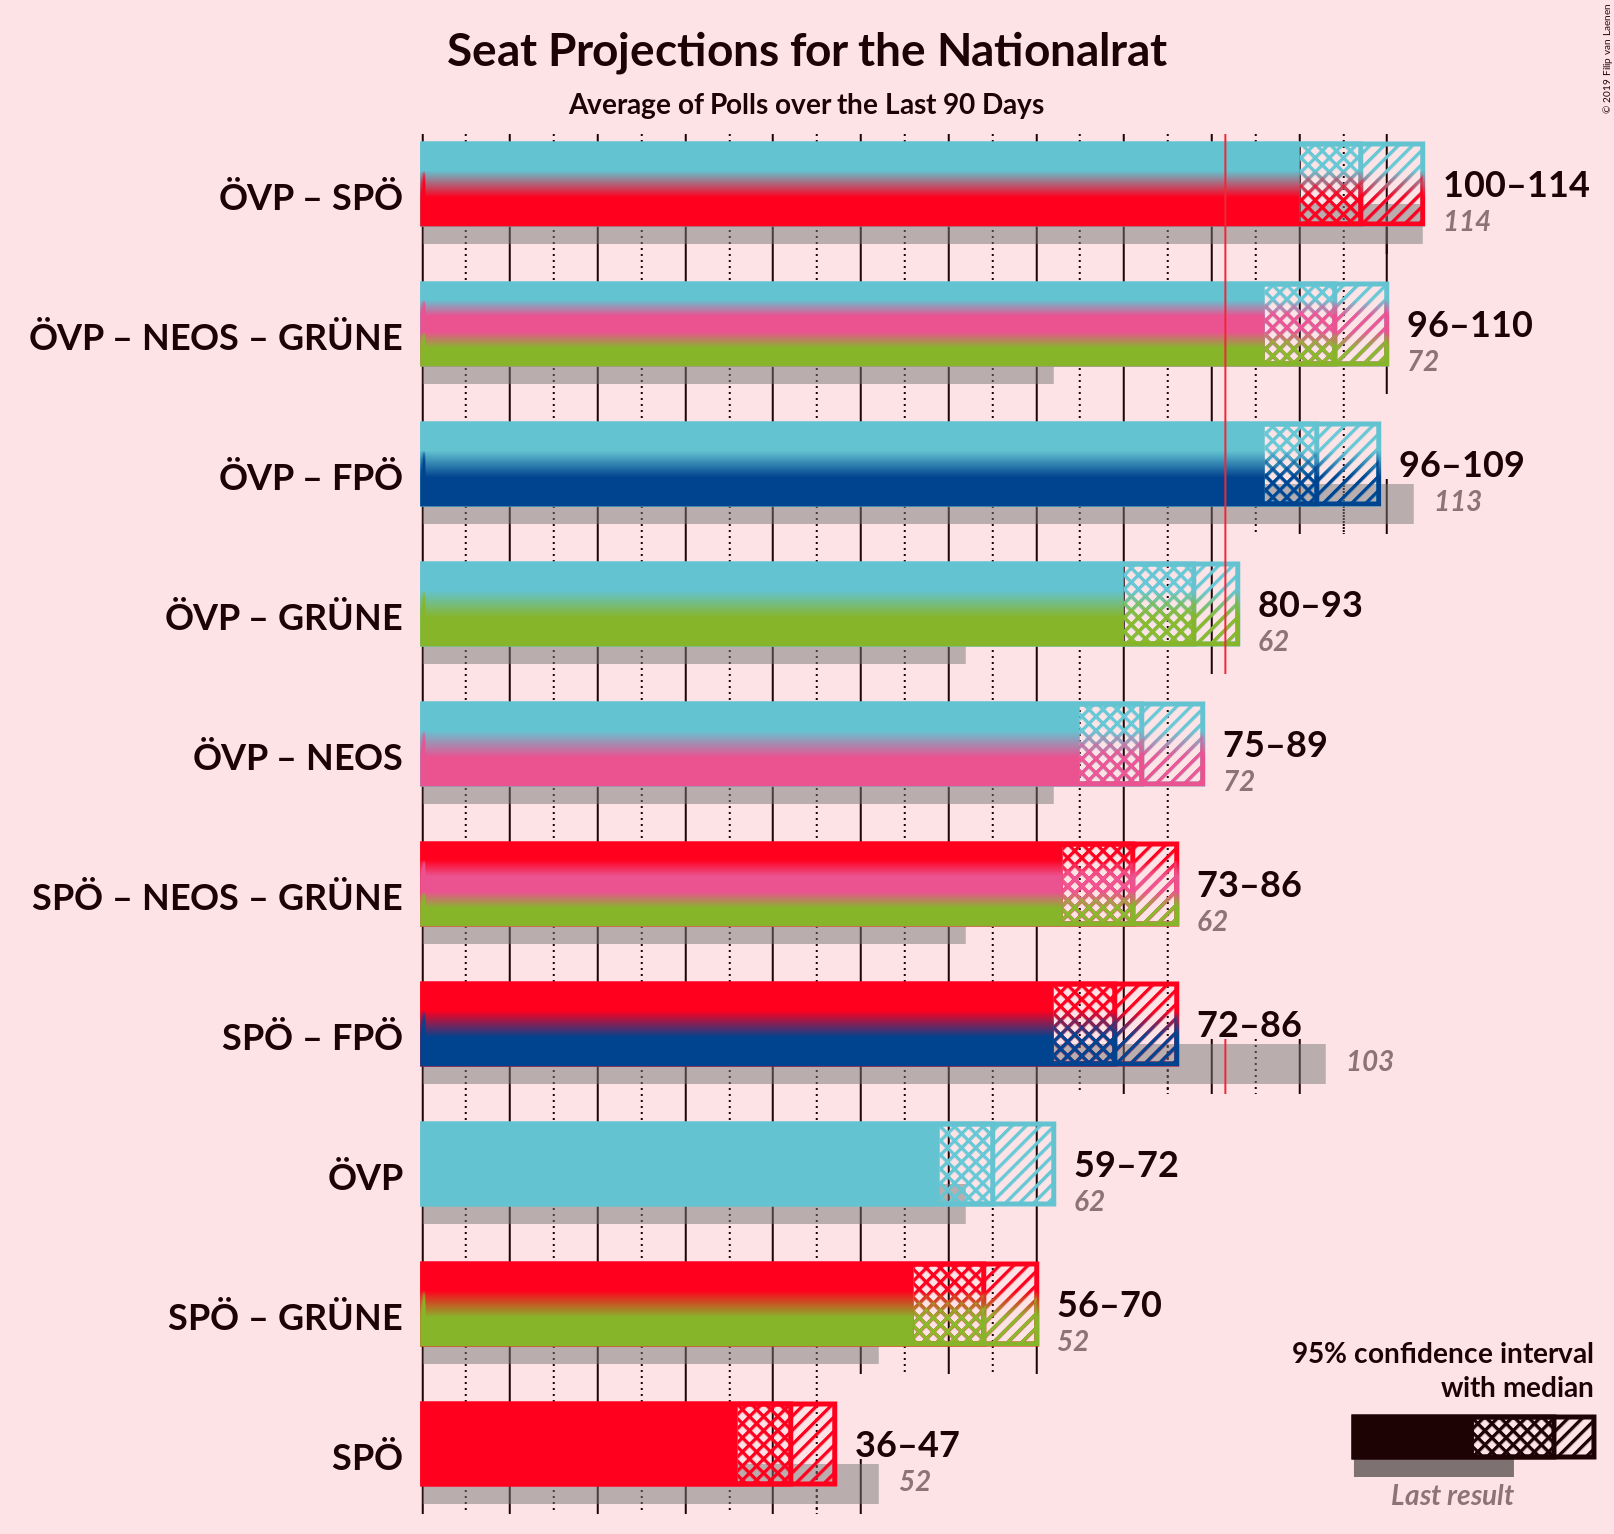 Seat Projections for the Nationalrat
Average of Polls over the Last 90 Days
© 2019 Filip van Laenen
ÖVP – SPÖ
100–114
114
ÖVP – NEOS – GRÜNE
96–110
72
ÖVP – FPÖ
96–109
113
ÖVP – GRÜNE
80–93
62
ÖVP – NEOS
75–89
72
SPÖ – NEOS – GRÜNE
73–86
62
SPÖ – FPÖ
72–86
103
ÖVP
59–72
62
SPÖ – GRÜNE
56–70
52
SPÖ
36–47
52
95% confidence interval
with median
Last result